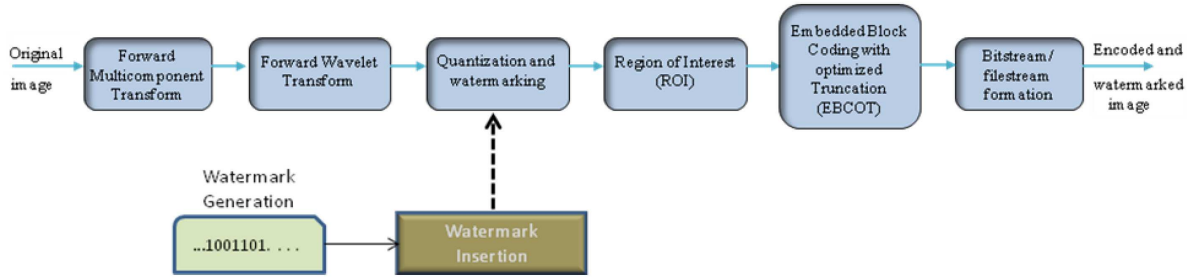 Original
image
Forward
Multicomponent
Transform
Forward Wavelet
Transform
Quantization and
watermarking
Region of Interest
(ROI)
Embedded Block
Coding with
optimized
Truncation
(EBCOT)
Bitstream/
filestream
formation
Encoded and
watermarked
image
Watermark
Generation
...1001101. . . .
Watermark
Insertion